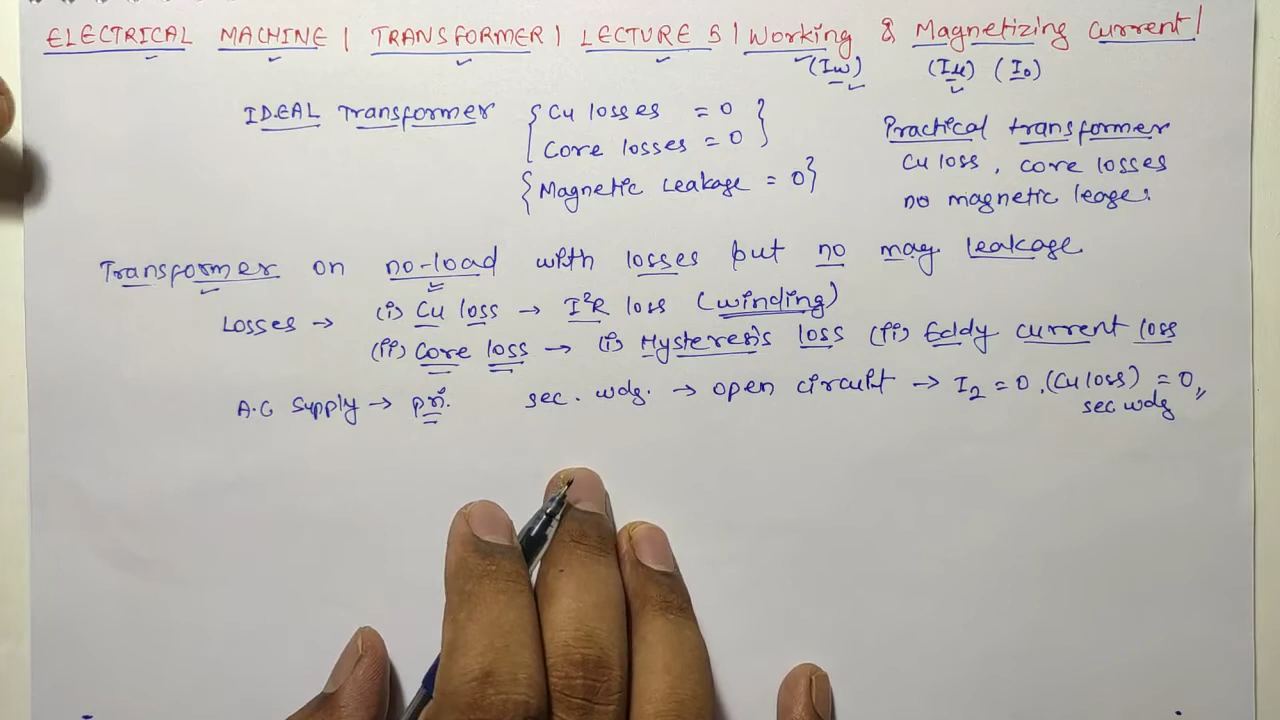 ELECTRICAL MACHINE | TRANSFORMER | LECTURE 5 | Working & Magnetizing current |
(Iw) (Iμ) (I₀)
IDEAL Transformer { Cu losses = 0
Core losses = 0 }
{ Magnetic Leakage = 0 }
Practical transformer
Cu loss, core losses
no magnetic leage.
Transformer on no-load with losses but no mag leakage
Losses → (i) Cu loss → I²R loss (winding)
(ii) Core loss → (i) Hysteresis loss (ii) Eddy current loss
A.C Supply → pri. sec. wdg. → open circuit → I₂ = 0. (Cu loss) = 0,,
sec wdg